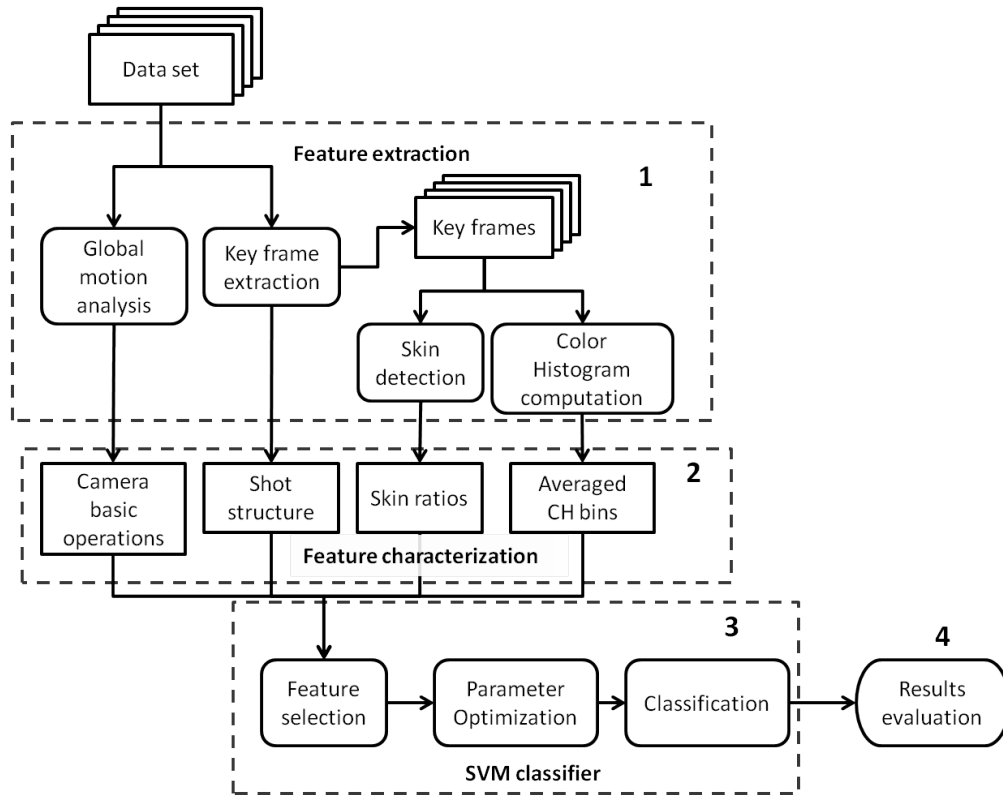 Data set
Feature extraction
1
Global
motion
analysis
Key frame
extraction
Key frames
Skin
detection
Color
Histogram
computation
2
Camera
basic
operations
Shot
structure
Skin ratios
Averaged
CH bins
Feature characterization
3
4
Feature
selection
Parameter
Optimization
Classification
Results
evaluation
SVM classifier